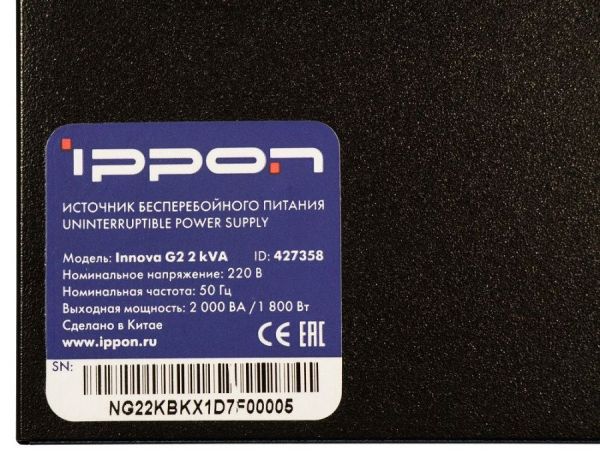 ippon
ИСТОЧНИК БЕСПЕРЕБОЙНОГО ПИТАНИЯ
UNINTERRUPTIBLE POWER SUPPLY
Модель: Innova G2 2 kVA ID: 427358
Номинальное напряжение: 220 В
Номинальная частота: 50 Гц
Выходная мощность: 2 000 ВА / 1 800 Вт
Сделано в Китае
www.ippon.ru
CE EAC
SN:
NG22KBKX1D7F00005